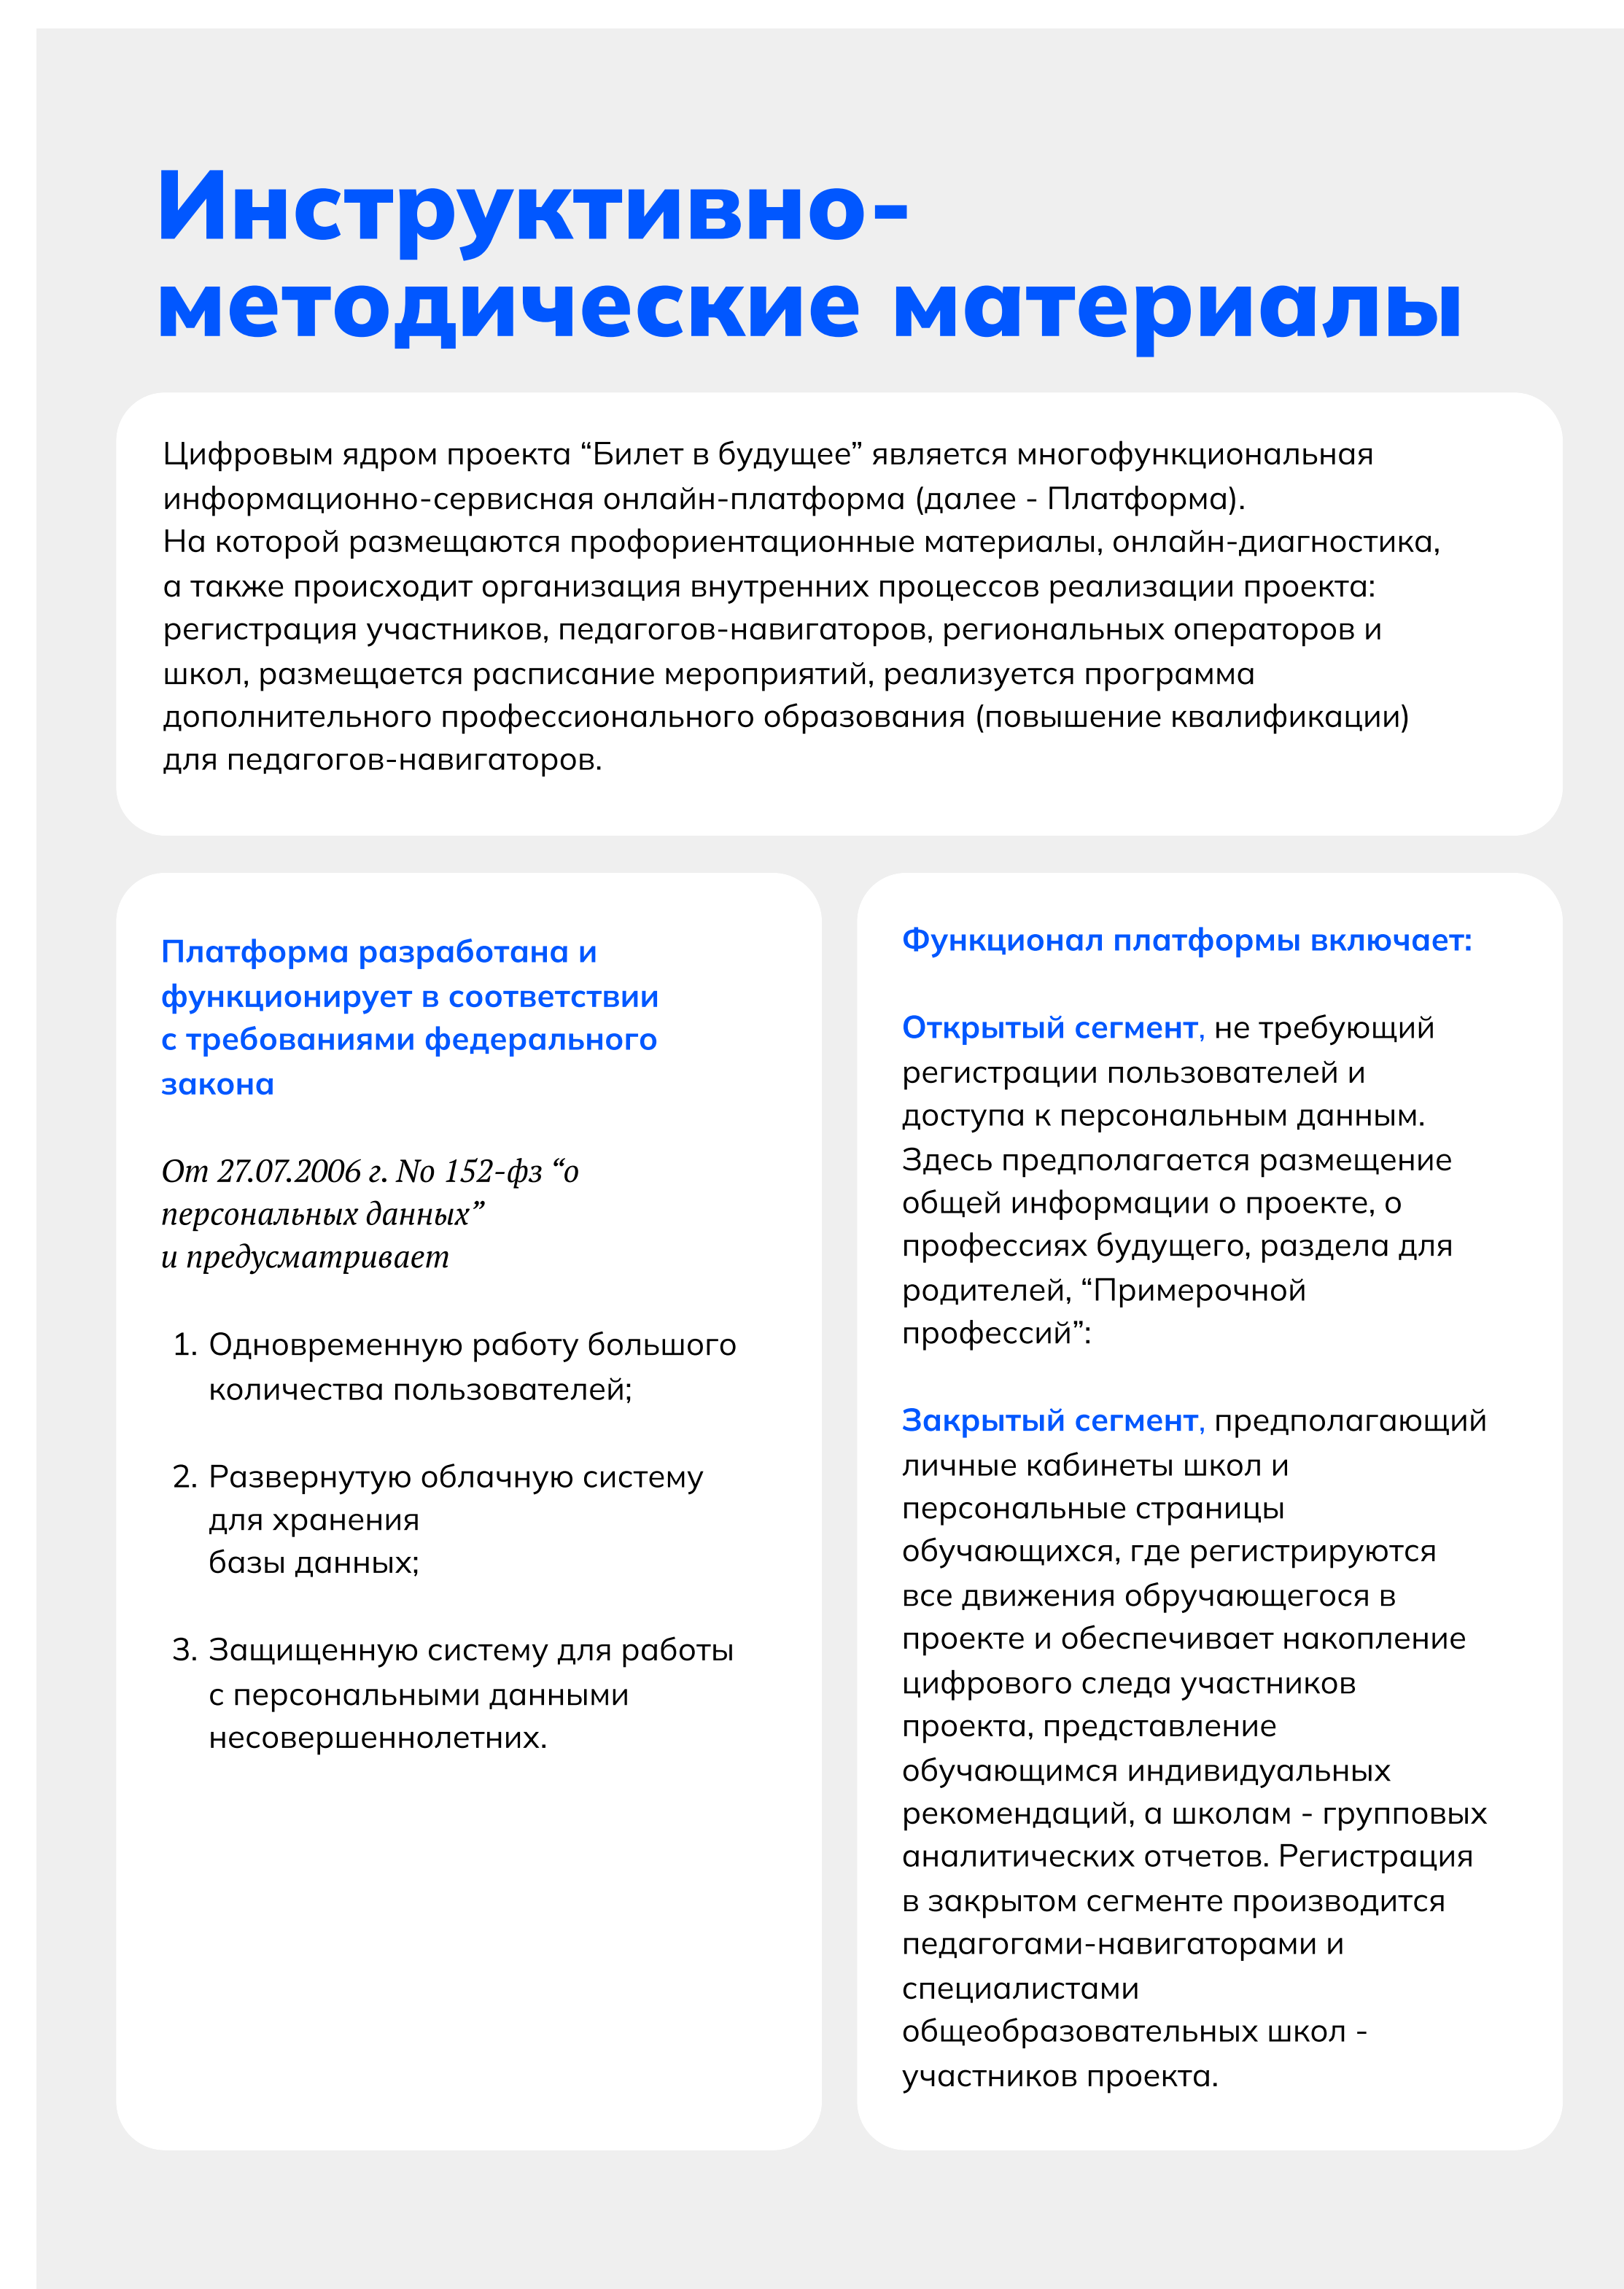 Инструктивно-
методические материалы
Цифровым ядром проекта “Билет в будущее” является многофункциональная
информационно-сервисная онлайн-платформа (далее - Платформа).
На которой размещаются профориентационные материалы, онлайн-диагностика,
а также происходит организация внутренних процессов реализации проекта:
регистрация участников, педагогов-навигаторов, региональных операторов и
школ, размещается расписание мероприятий, реализуется программа
дополнительного профессионального образования (повышение квалификации)
для педагогов-навигаторов.
Платформа разработана и
функционирует в соответствии
с требованиями федерального
закона
От 27.07.2006 г. No 152-фз “о
персональных данных”
и предусматривает
1. Одновременную работу большого
количества пользователей;
2. Развернутую облачную систему
для хранения
базы данных;
3. Защищенную систему для работы
с персональными данными
несовершеннолетних.
Функционал платформы включает:
Открытый сегмент, не требующий
регистрации пользователей и
доступа к персональным данным.
Здесь предполагается размещение
общей информации о проекте, о
профессиях будущего, раздела для
родителей, “Примерочной
профессий”:
Закрытый сегмент, предполагающий
личные кабинеты школ и
персональные страницы
обучающихся, где регистрируются
все движения обручающегося в
проекте и обеспечивает накопление
цифрового следа участников
проекта, представление
обучающимся индивидуальных
рекомендаций, а школам - групповых
аналитических отчетов. Регистрация
в закрытом сегменте производится
педагогами-навигаторами и
специалистами
общеобразовательных школ -
участников проекта.